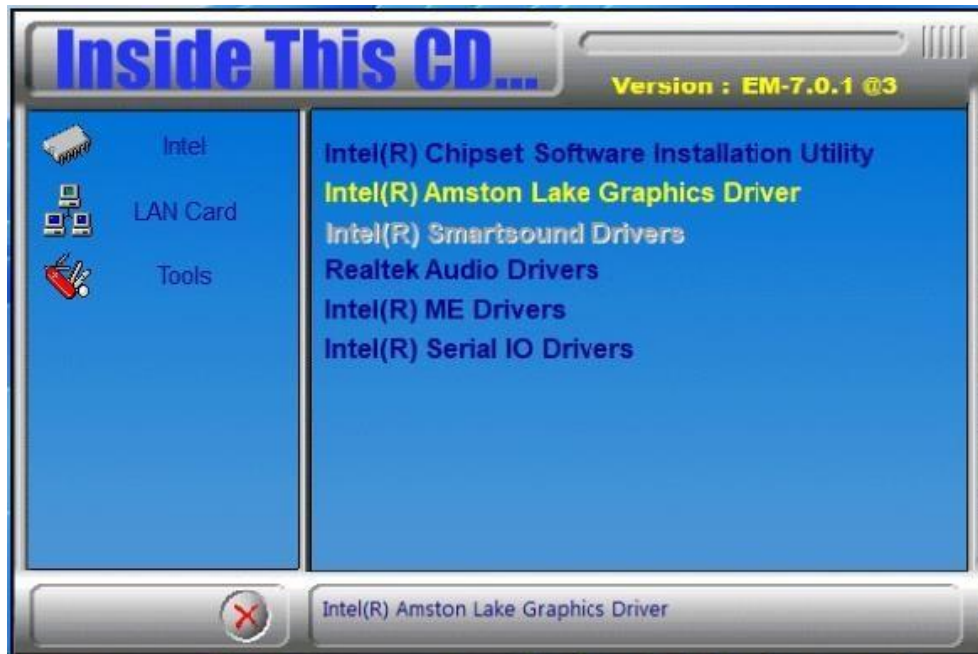 Inside This CD...
Version : EM-7.0.1 @3
Intel
LAN Card
Tools
Intel(R) Chipset Software Installation Utility
Intel(R) Amston Lake Graphics Driver
Intel(R) Smartsound Drivers
Realtek Audio Drivers
Intel(R) ME Drivers
Intel(R) Serial IO Drivers
Intel(R) Amston Lake Graphics Driver